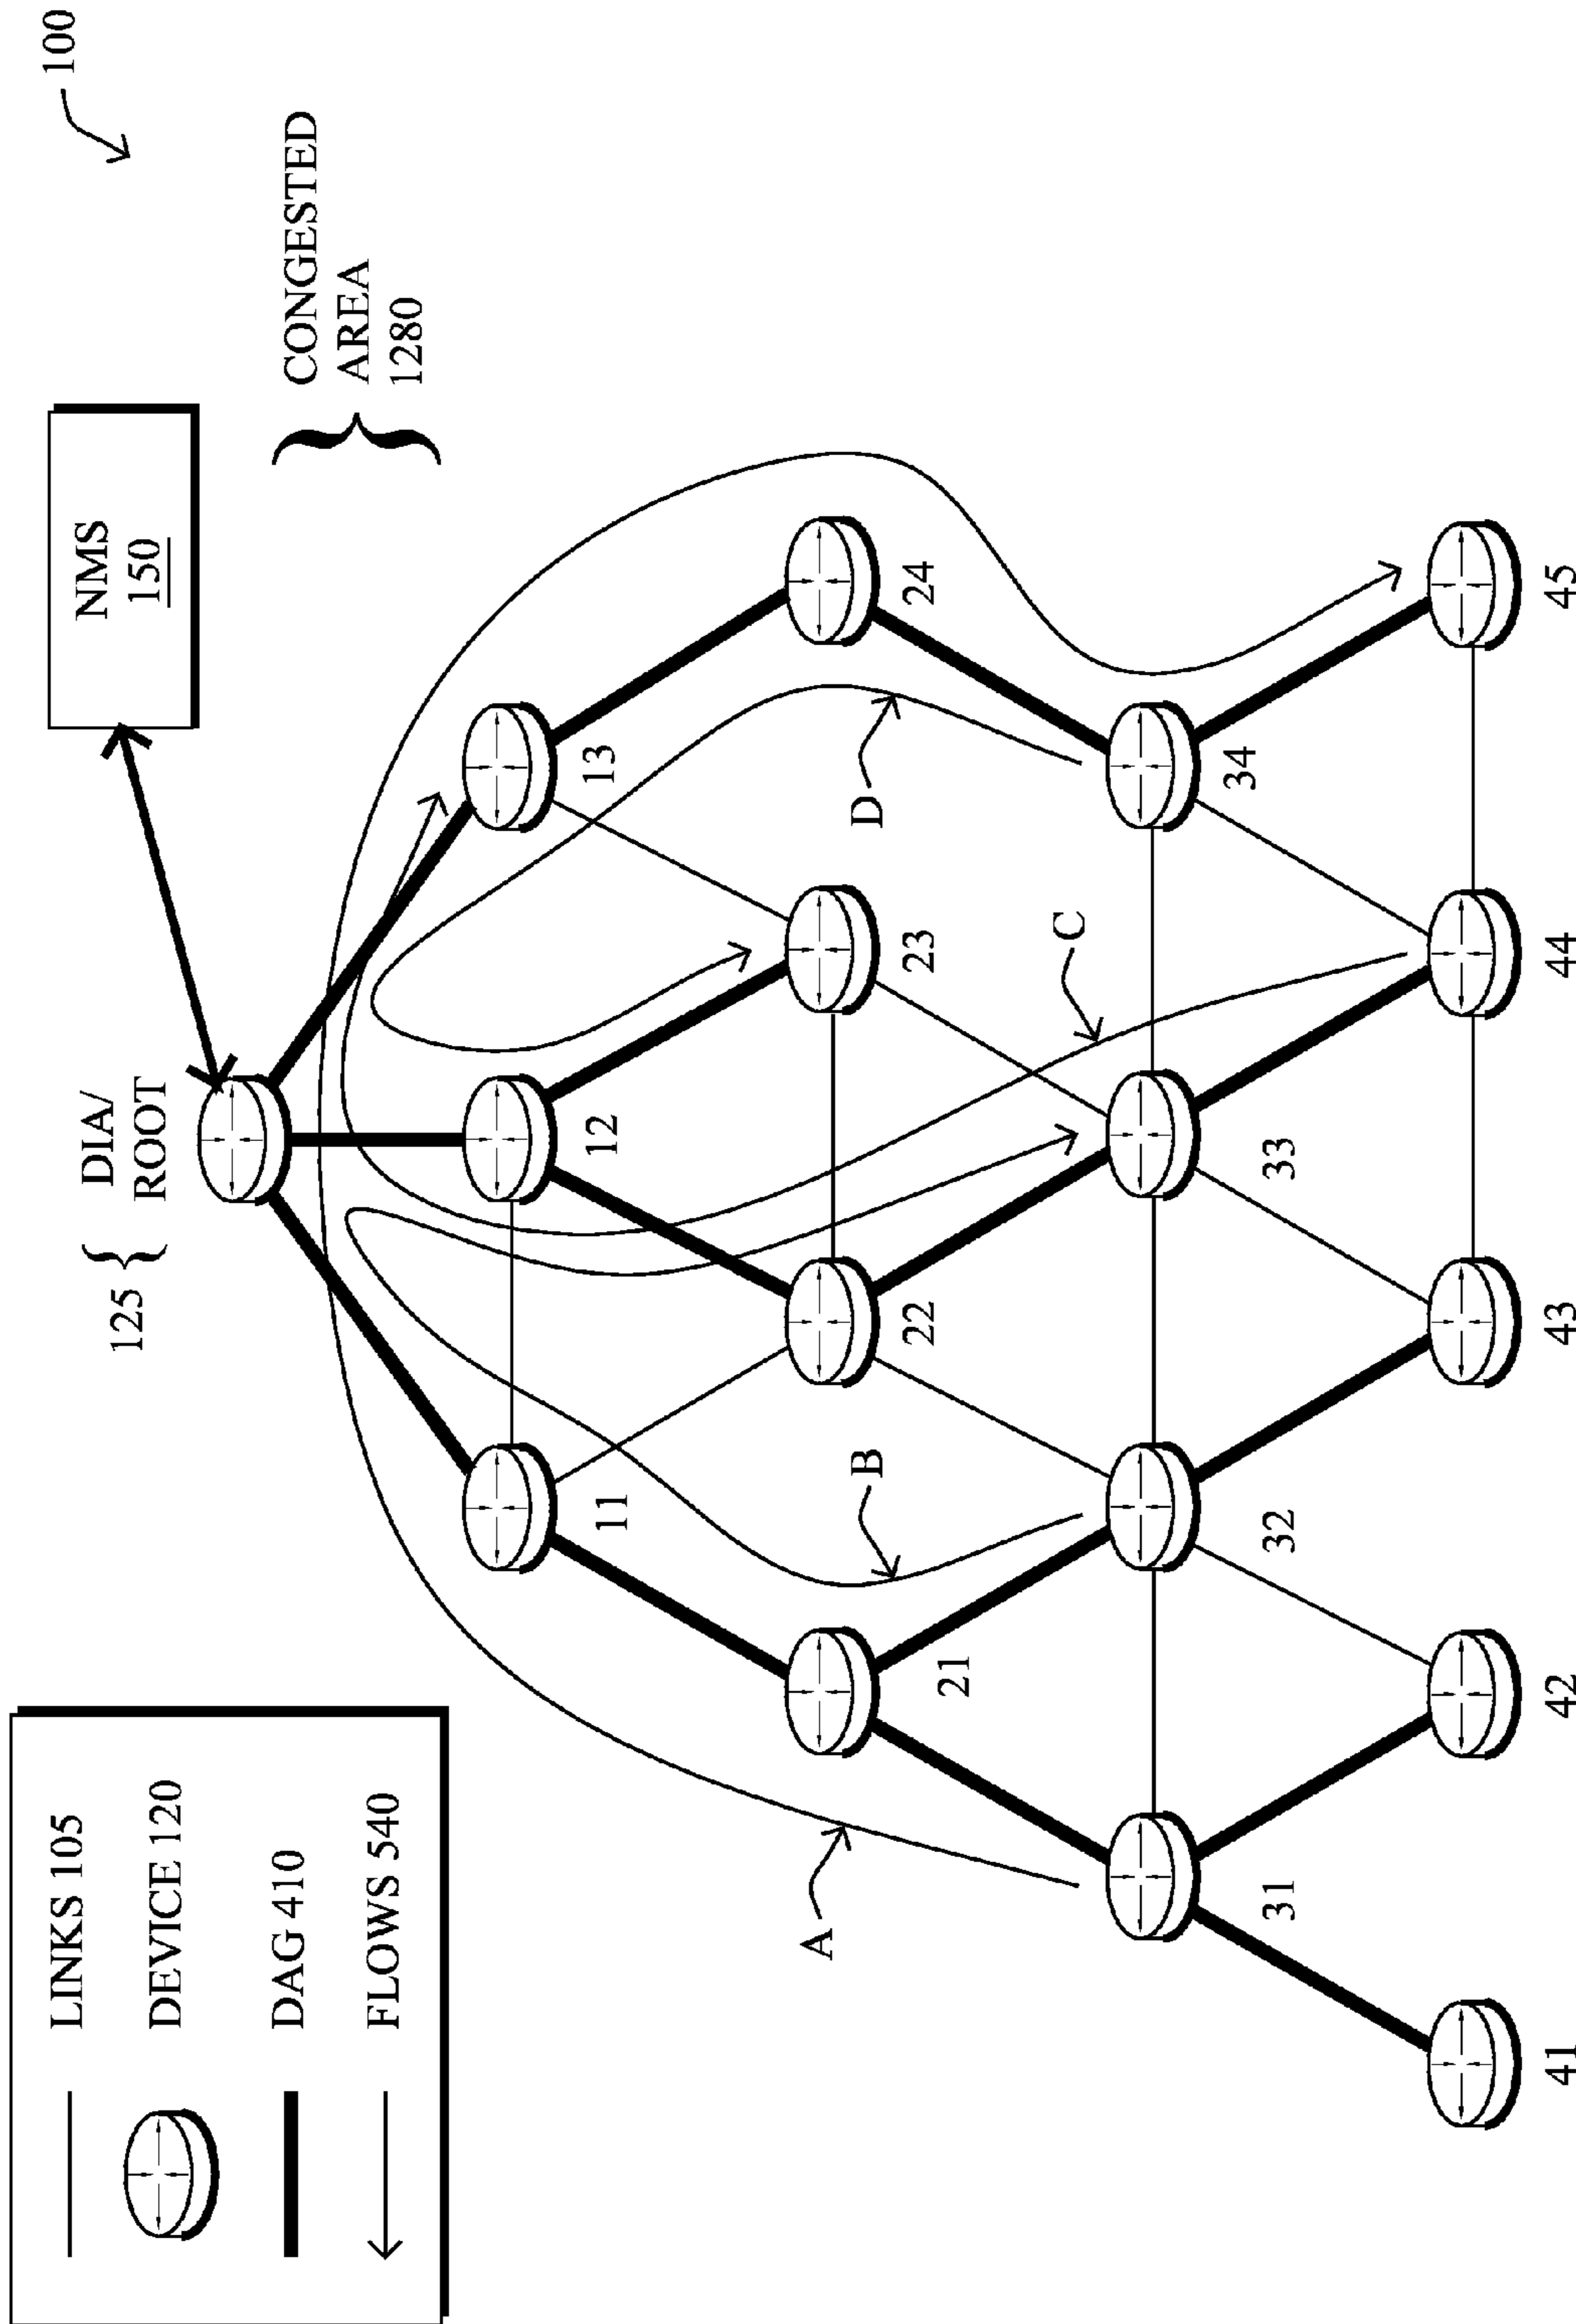 LINKS 105
DEVICE 120
DAG 410
FLOWS 540
100
NMS
150
125
DIA/
ROOT
CONGESTED
AREA
1280
11
12
13
A
B
C
D
21
22
23
24
31
32
33
34
41
42
43
44
45